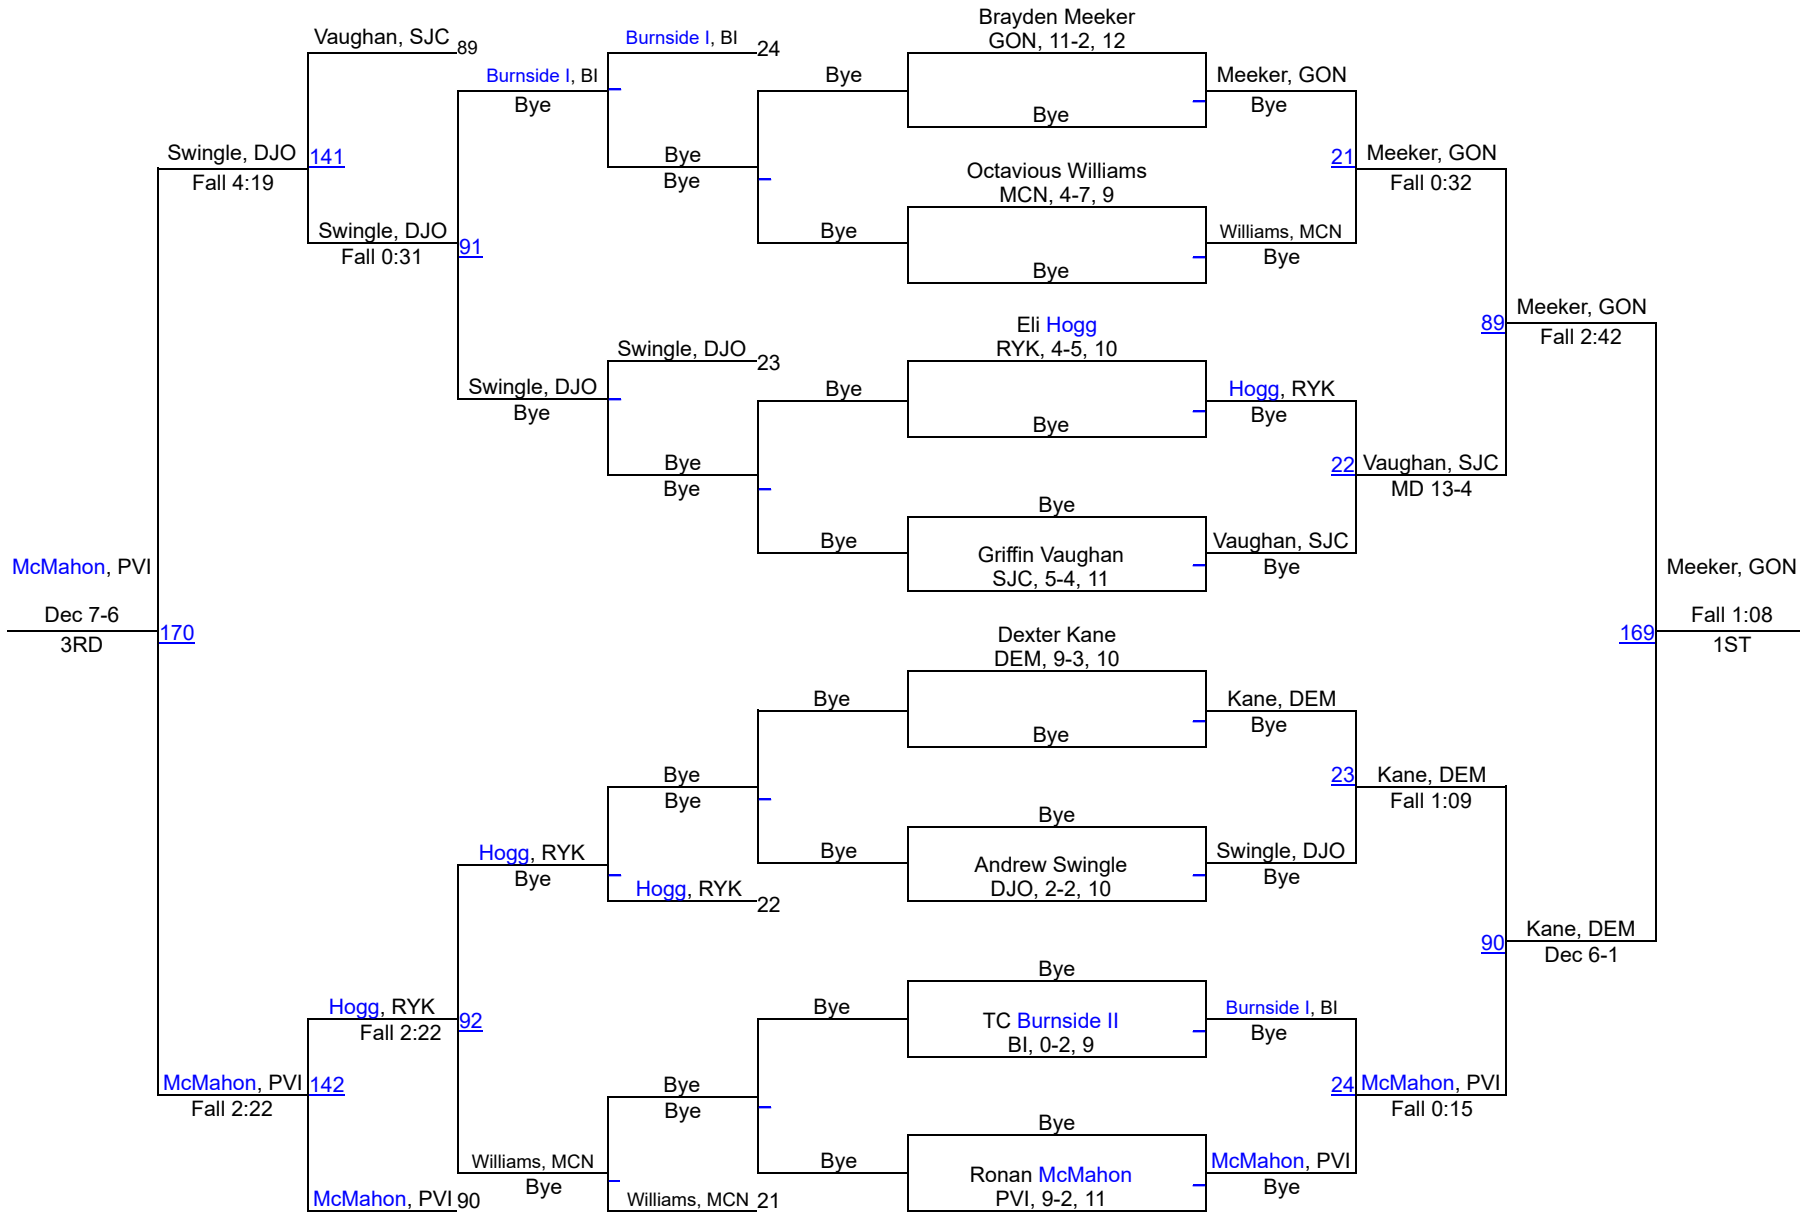 Brayden Meeker
GON, 11-2, 12
Vaughan, SJC 89
Burnside I, BI 24
Burnside I, BI
Bye
Bye
Bye
Meeker, GON
Bye
Swingle, DJO 141
Fall 4:19
Bye
Bye
Octavious Williams
MCN, 4-7, 9
21 Meeker, GON
Fall 0:32
Swingle, DJO
Fall 0:31
91
Bye
Bye
Williams, MCN
Bye
Eli Hogg
RYK, 4-5, 10
89 Meeker, GON
Fall 2:42
Swingle, DJO 23
Swingle, DJO
Bye
Bye
Bye
Hogg, RYK
Bye
Bye
Bye
22 Vaughan, SJC
MD 13-4
Bye
Bye
Griffin Vaughan
SJC, 5-4, 11
Vaughan, SJC
Bye
McMahon, PVI
Dec 7-6
3RD
170
Meeker, GON
169
Fall 1:08
1ST
Dexter Kane
DEM, 9-3, 10
Bye
Bye
Kane, DEM
Bye
Bye
Bye
23 Kane, DEM
Fall 1:09
Hogg, RYK
Bye
Hogg, RYK 22
Bye
Bye
Andrew Swingle
DJO, 2-2, 10
Swingle, DJO
Bye
90 Kane, DEM
Dec 6-1
Bye
Bye
TC Burnside II
BI, 0-2, 9
Burnside I, BI
Bye
Hogg, RYK
Fall 2:22
92
McMahon, PVI 142
Fall 2:22
Bye
Bye
24 McMahon, PVI
Fall 0:15
Williams, MCN
Bye
Bye
Bye
Ronan McMahon
PVI, 9-2, 11
McMahon, PVI
Bye
McMahon, PVI 90
Williams, MCN 21